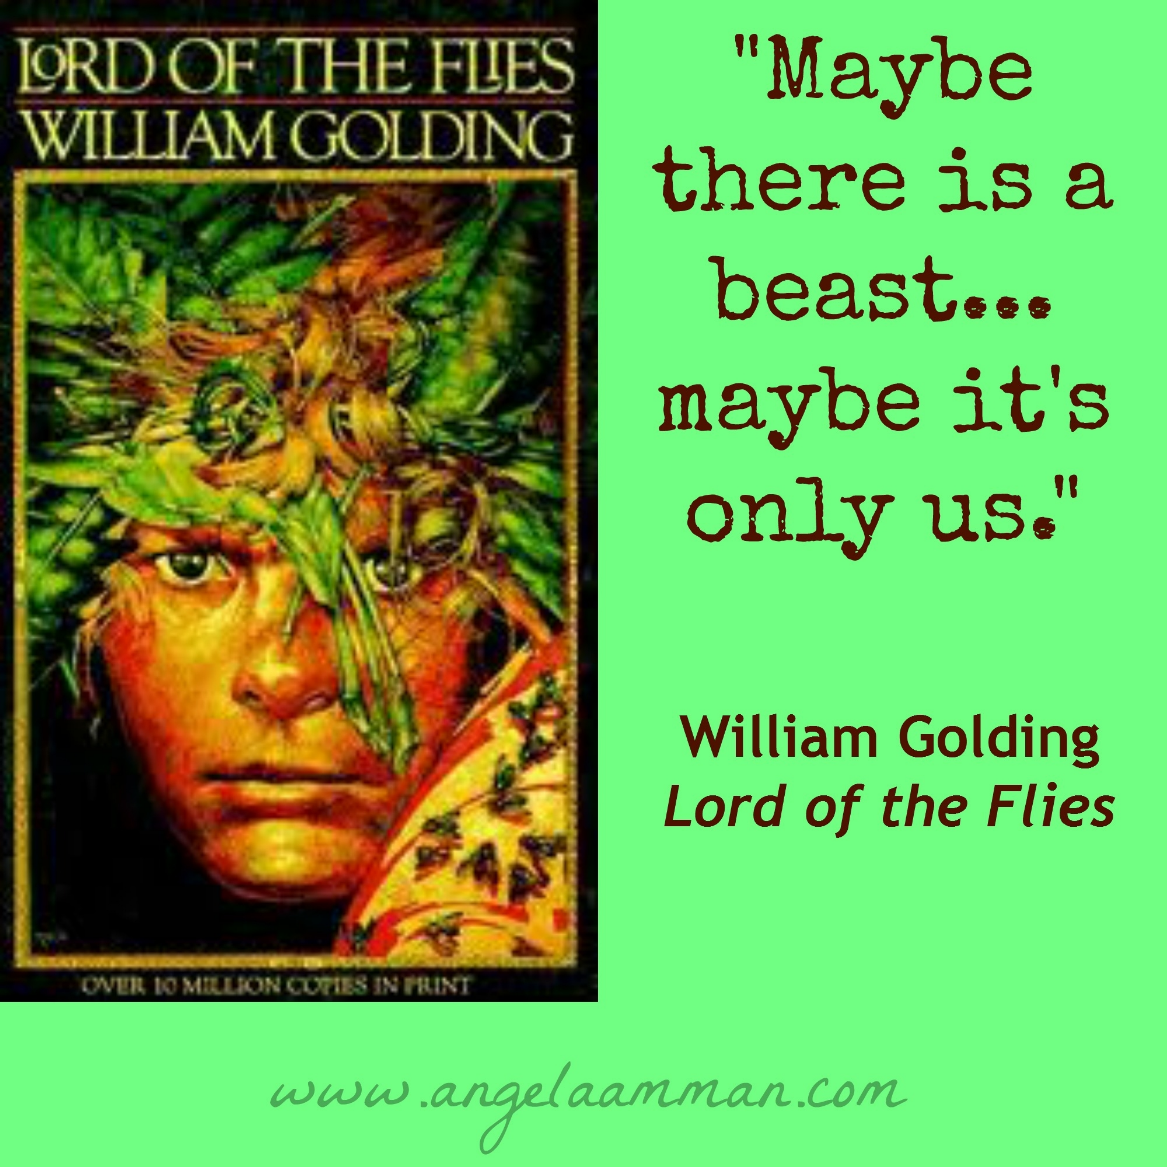 LORD OF THE FLIES
WILLIAM GOLDING
OVER 10 MILLION COPIES IN PRINT
"Maybe
there is a
beast...
maybe it's
only us."
William Golding
Lord of the Flies
www.angelaamman.com